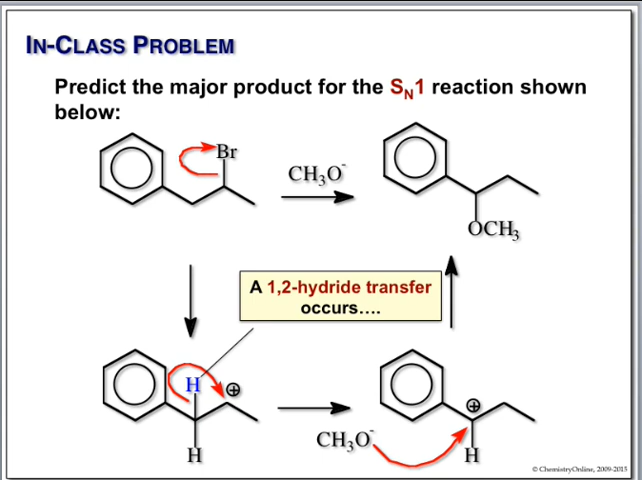 IN-CLASS PROBLEM
Predict the major product for the SN1 reaction shown
below:
Br
CH3O-
OCH3
A 1,2-hydride transfer
occurs….
H
⊕
H
CH3O-
⊕
H
© ChemistryOnline, 2009-2015